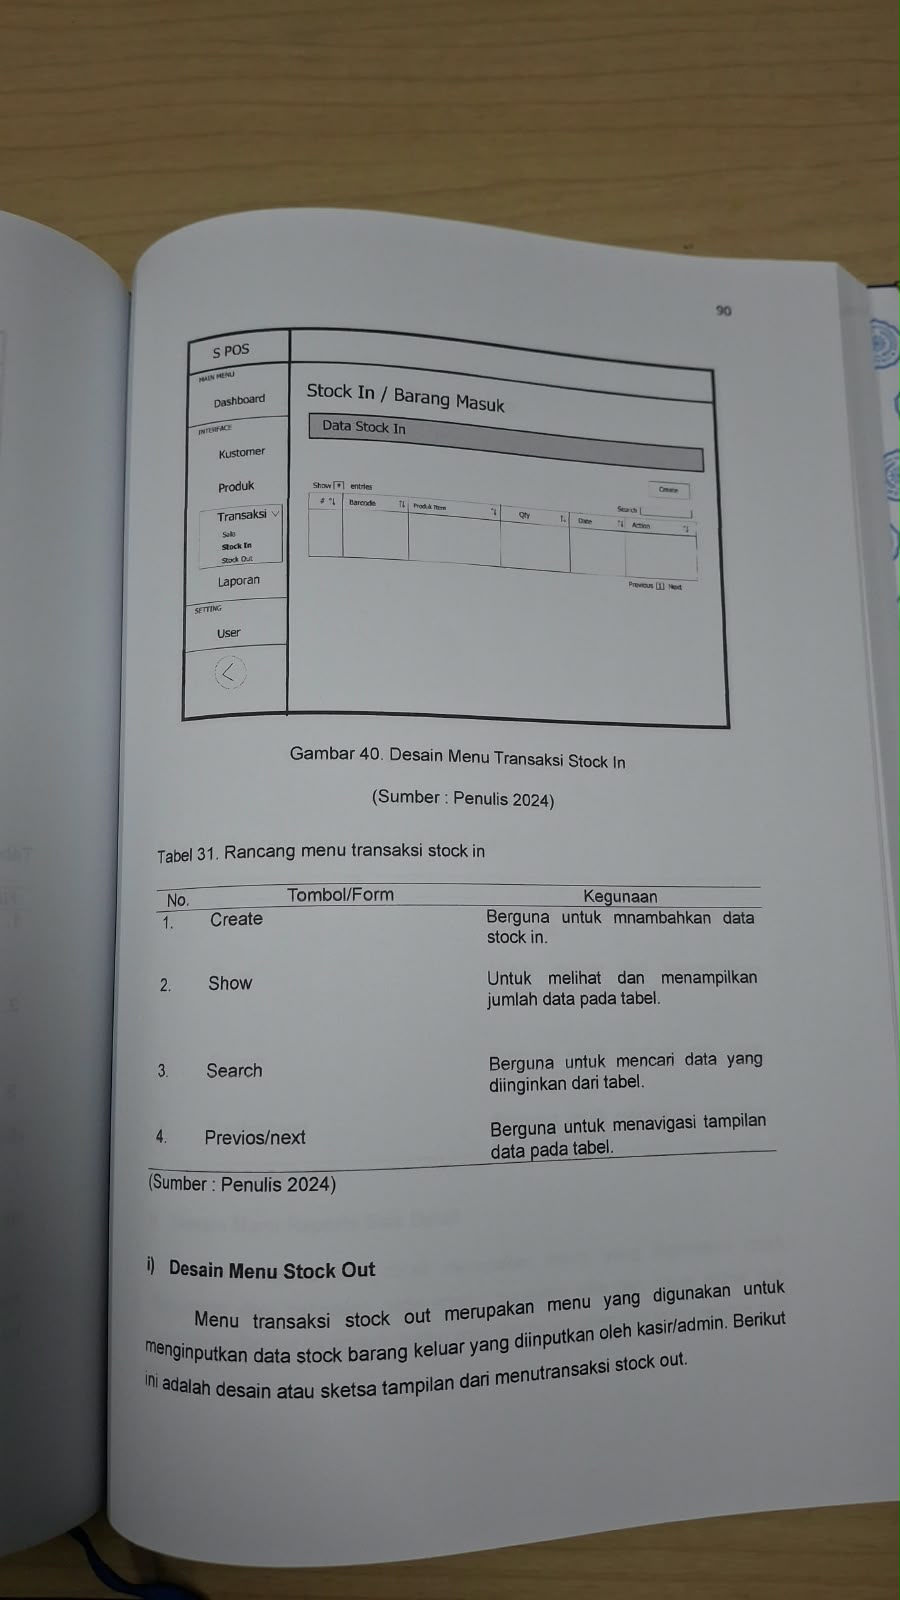 90
S POS
MAIN MENU
Dashboard
INTERFACE
Kustomer
Produk
Transaksi
Sale
Stock In
Stock Out
Laporan
SETTING
User
Stock In / Barang Masuk
Data Stock In
Create
Show entries
Search
# Barcode Produk Item Qty Date Action
Previous 1 Next
Gambar 40. Desain Menu Transaksi Stock In
(Sumber : Penulis 2024)
Tabel 31. Rancang menu transaksi stock in
No. Tombol/Form Kegunaan
1. Create Berguna untuk mnambahkan data
stock in.
2. Show Untuk melihat dan menampilkan
jumlah data pada tabel.
3. Search Berguna untuk mencari data yang
diinginkan dari tabel.
4. Previos/next Berguna untuk menavigasi tampilan
data pada tabel.
(Sumber : Penulis 2024)
i) Desain Menu Stock Out
Menu transaksi stock out merupakan menu yang digunakan untuk
menginputkan data stock barang keluar yang diinputkan oleh kasir/admin. Berikut
ini adalah desain atau sketsa tampilan dari menutransaksi stock out.